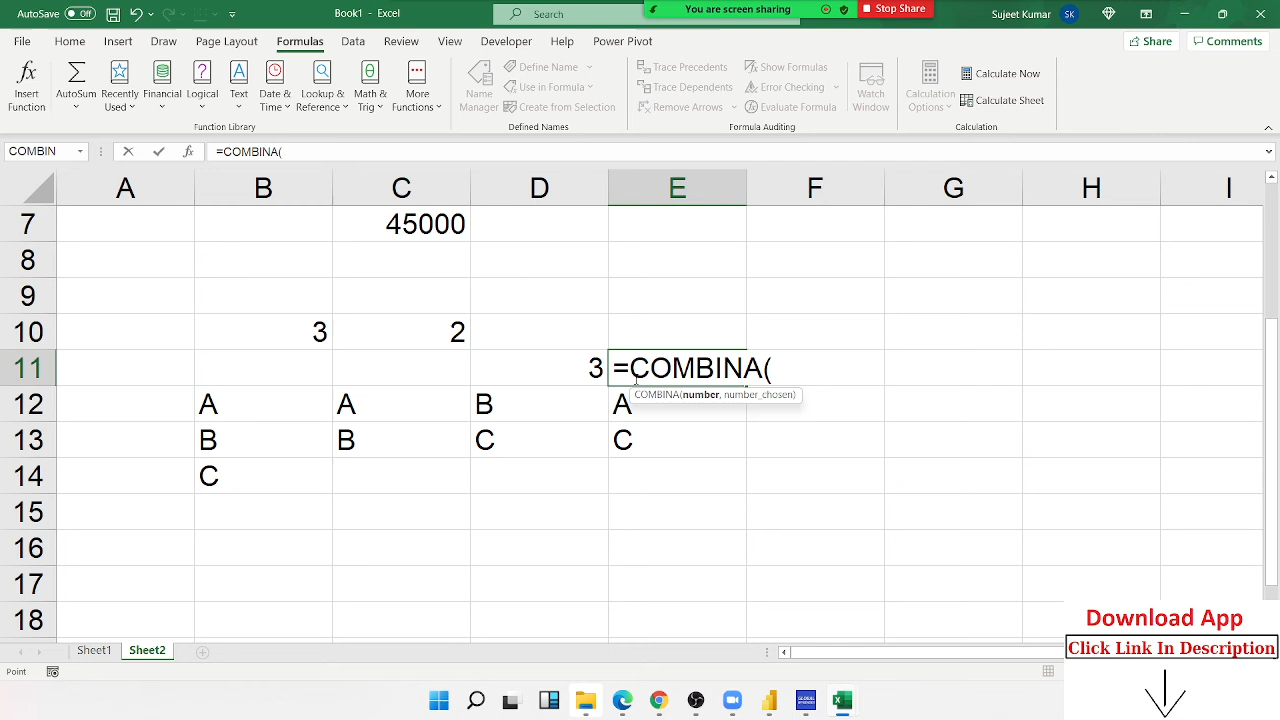 AutoSave Off
Book1 - Excel
Search
You are screen sharing
Stop Share
Sujeet Kumar
SK
File Home Insert Draw Page Layout Formulas Data Review View Developer Help Power Pivot
Share
Comments
Insert Function
AutoSum
Recently Used
Financial
Logical
Text
Date & Time
Lookup & Reference
Math & Trig
More Functions
Function Library
Name Manager
Define Name
Use in Formula
Create from Selection
Defined Names
Trace Precedents
Trace Dependents
Remove Arrows
Show Formulas
Error Checking
Evaluate Formula
Formula Auditing
Watch Window
Calculation Options
Calculate Now
Calculate Sheet
Calculation
COMBIN
fx
=COMBINA(
A B C D E F G H I
7 45000
8
9
10 3 2
11 3 =COMBINA(
COMBINA(number, number_chosen)
12 A A B A
13 B B C C
14 C
15
16
17
18
Download App
Click Link In Description
Sheet1 Sheet2
Point